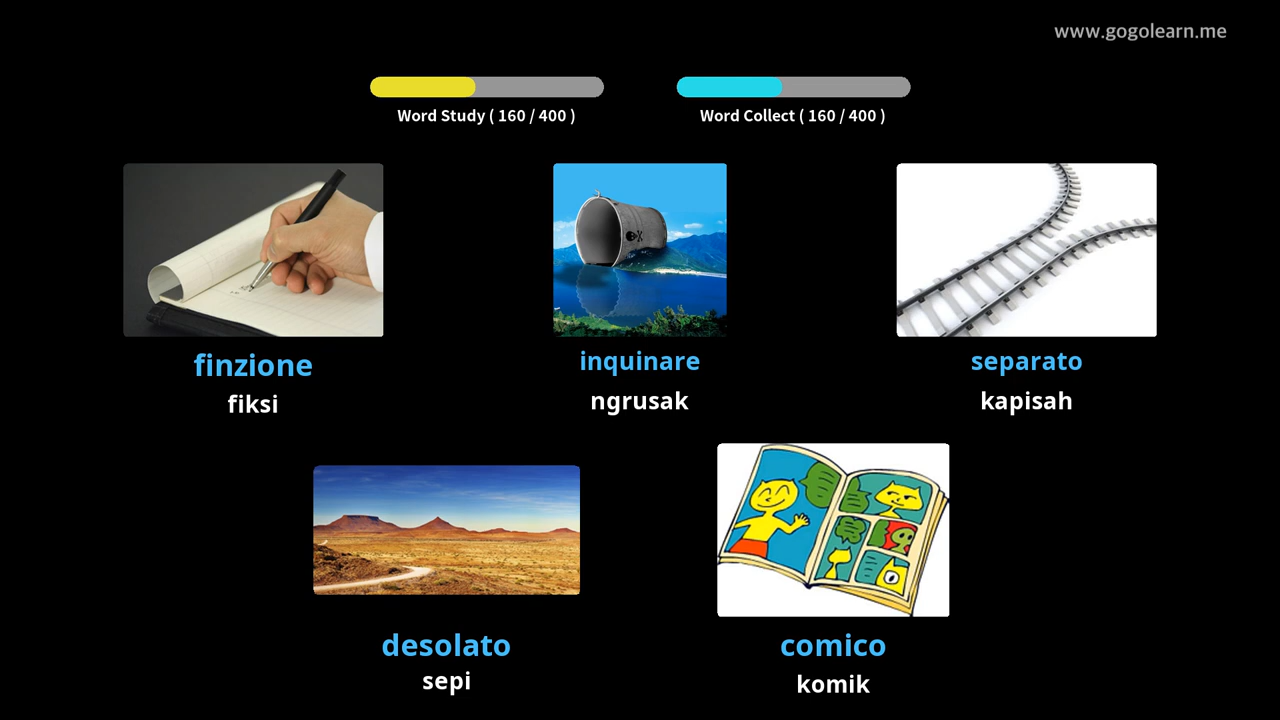 www.gogolearn.me
Word Study ( 160 / 400 )
Word Collect ( 160 / 400 )
finzione
fiksi
inquinare
ngrusak
separato
kapisah
desolato
sepi
comico
komik